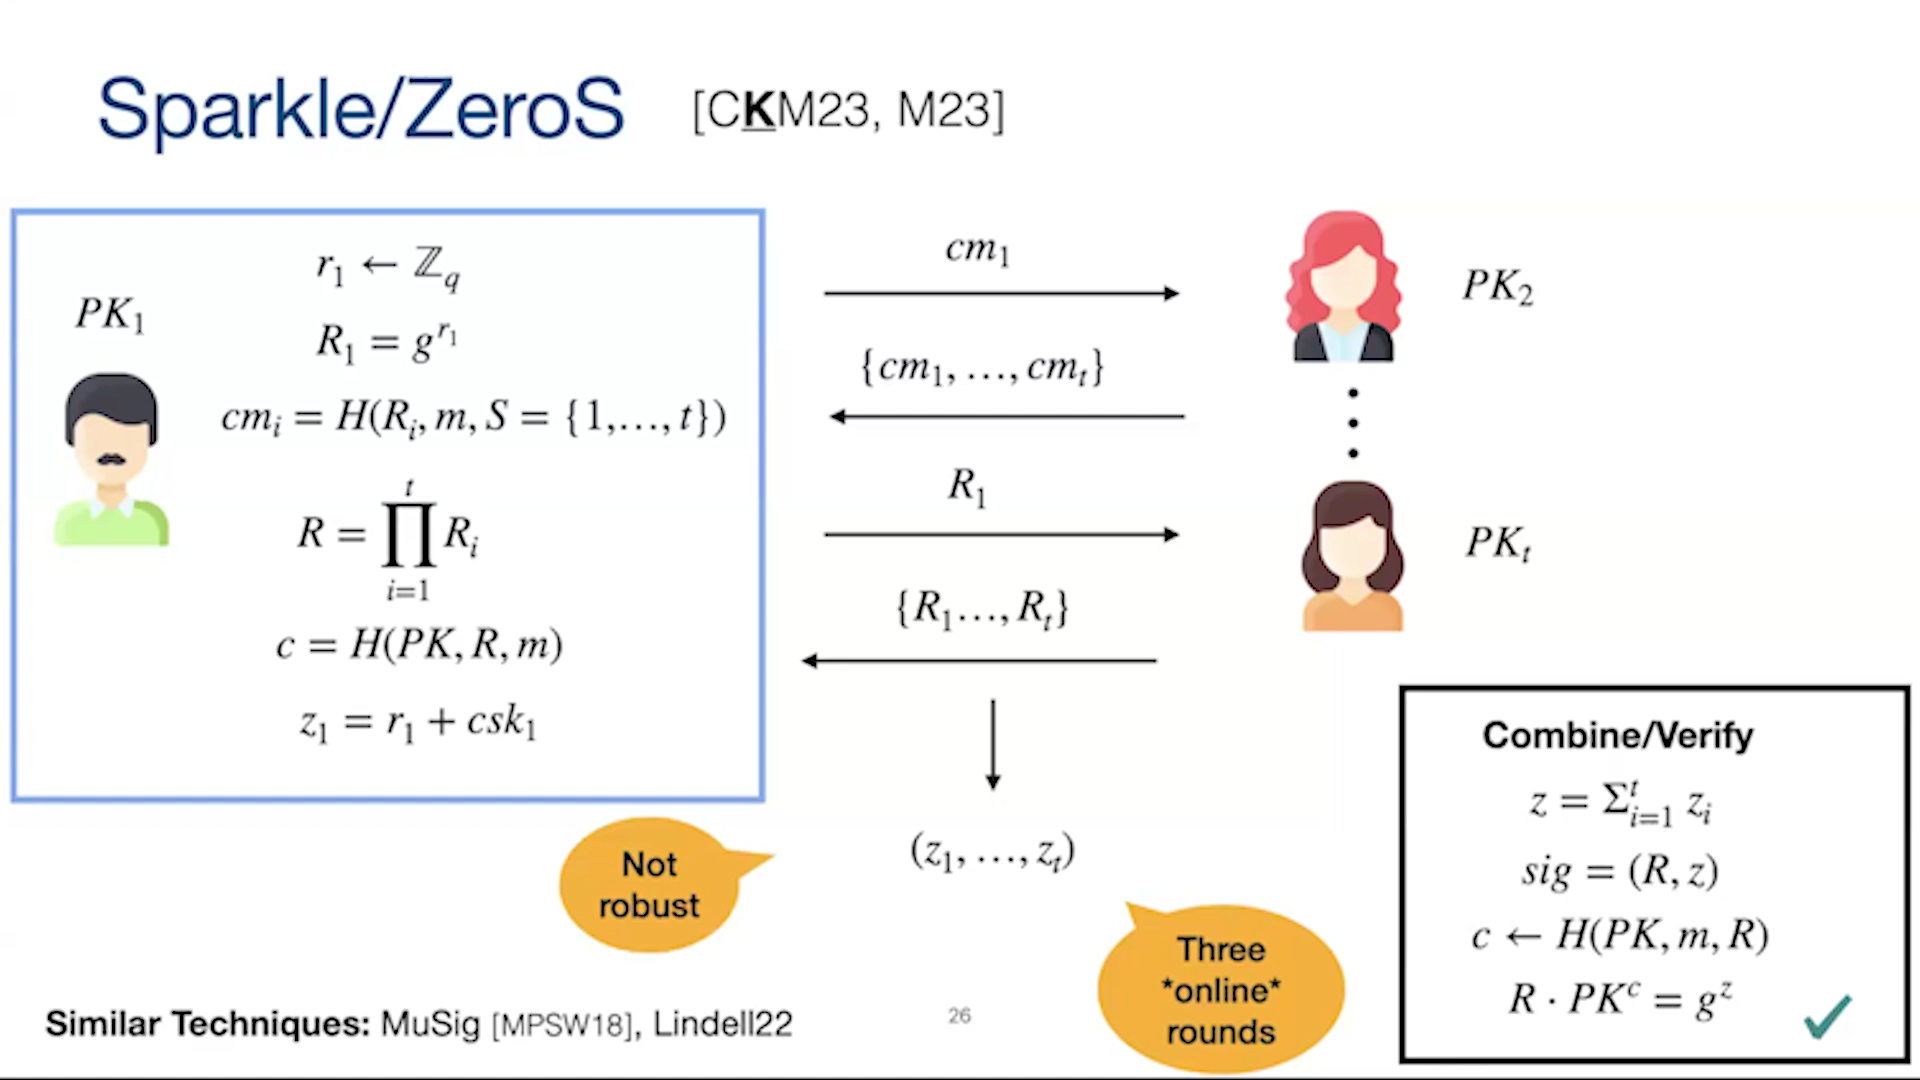 Sparkle/ZeroS [CKM23, M23]
PK₁
r₁ ← ℤ_q
R₁ = g^{r₁}
cm_i = H(R_i, m, S = {1,…, t})
R = ∏_{i=1}^{t} R_i
c = H(PK, R, m)
z₁ = r₁ + csk₁
cm₁
{cm₁, …, cm_t}
R₁
{R₁…, R_t}
(z₁, …, z_t)
PK₂
PK_t
Not
robust
Three
*online*
rounds
Combine/Verify
z = Σ_{i=1}^{t} z_i
sig = (R, z)
c ← H(PK, m, R)
R · PK^c = g^z
Similar Techniques: MuSig [MPSW18], Lindell22
26